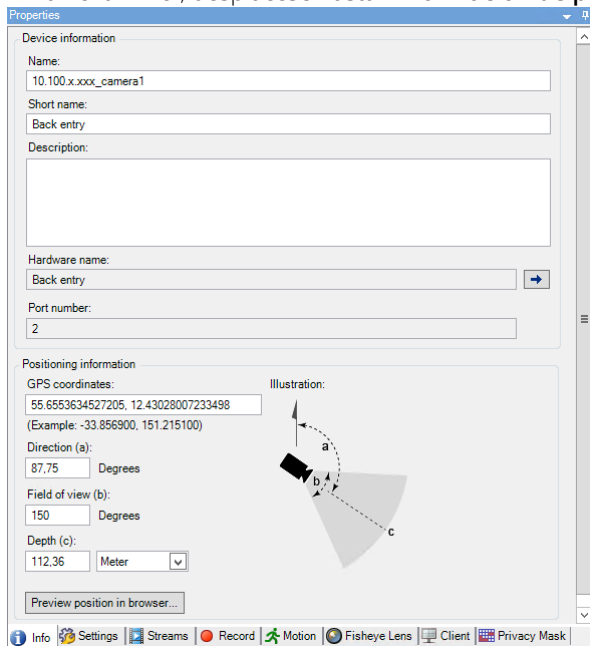 Properties
Device information
Name:
10.100.x.xxx_camera1
Short name:
Back entry
Description:
Hardware name:
Back entry
Port number:
2
Positioning information
GPS coordinates:
Illustration:
55.6553634527205, 12.43028007233498
(Example: -33.856900, 151.215100)
Direction (a):
87,75 Degrees
Field of view (b):
150 Degrees
Depth (c):
112,36 Meter
a
b
c
Preview position in browser...
Info Settings Streams Record Motion Fisheye Lens Client Privacy Mask